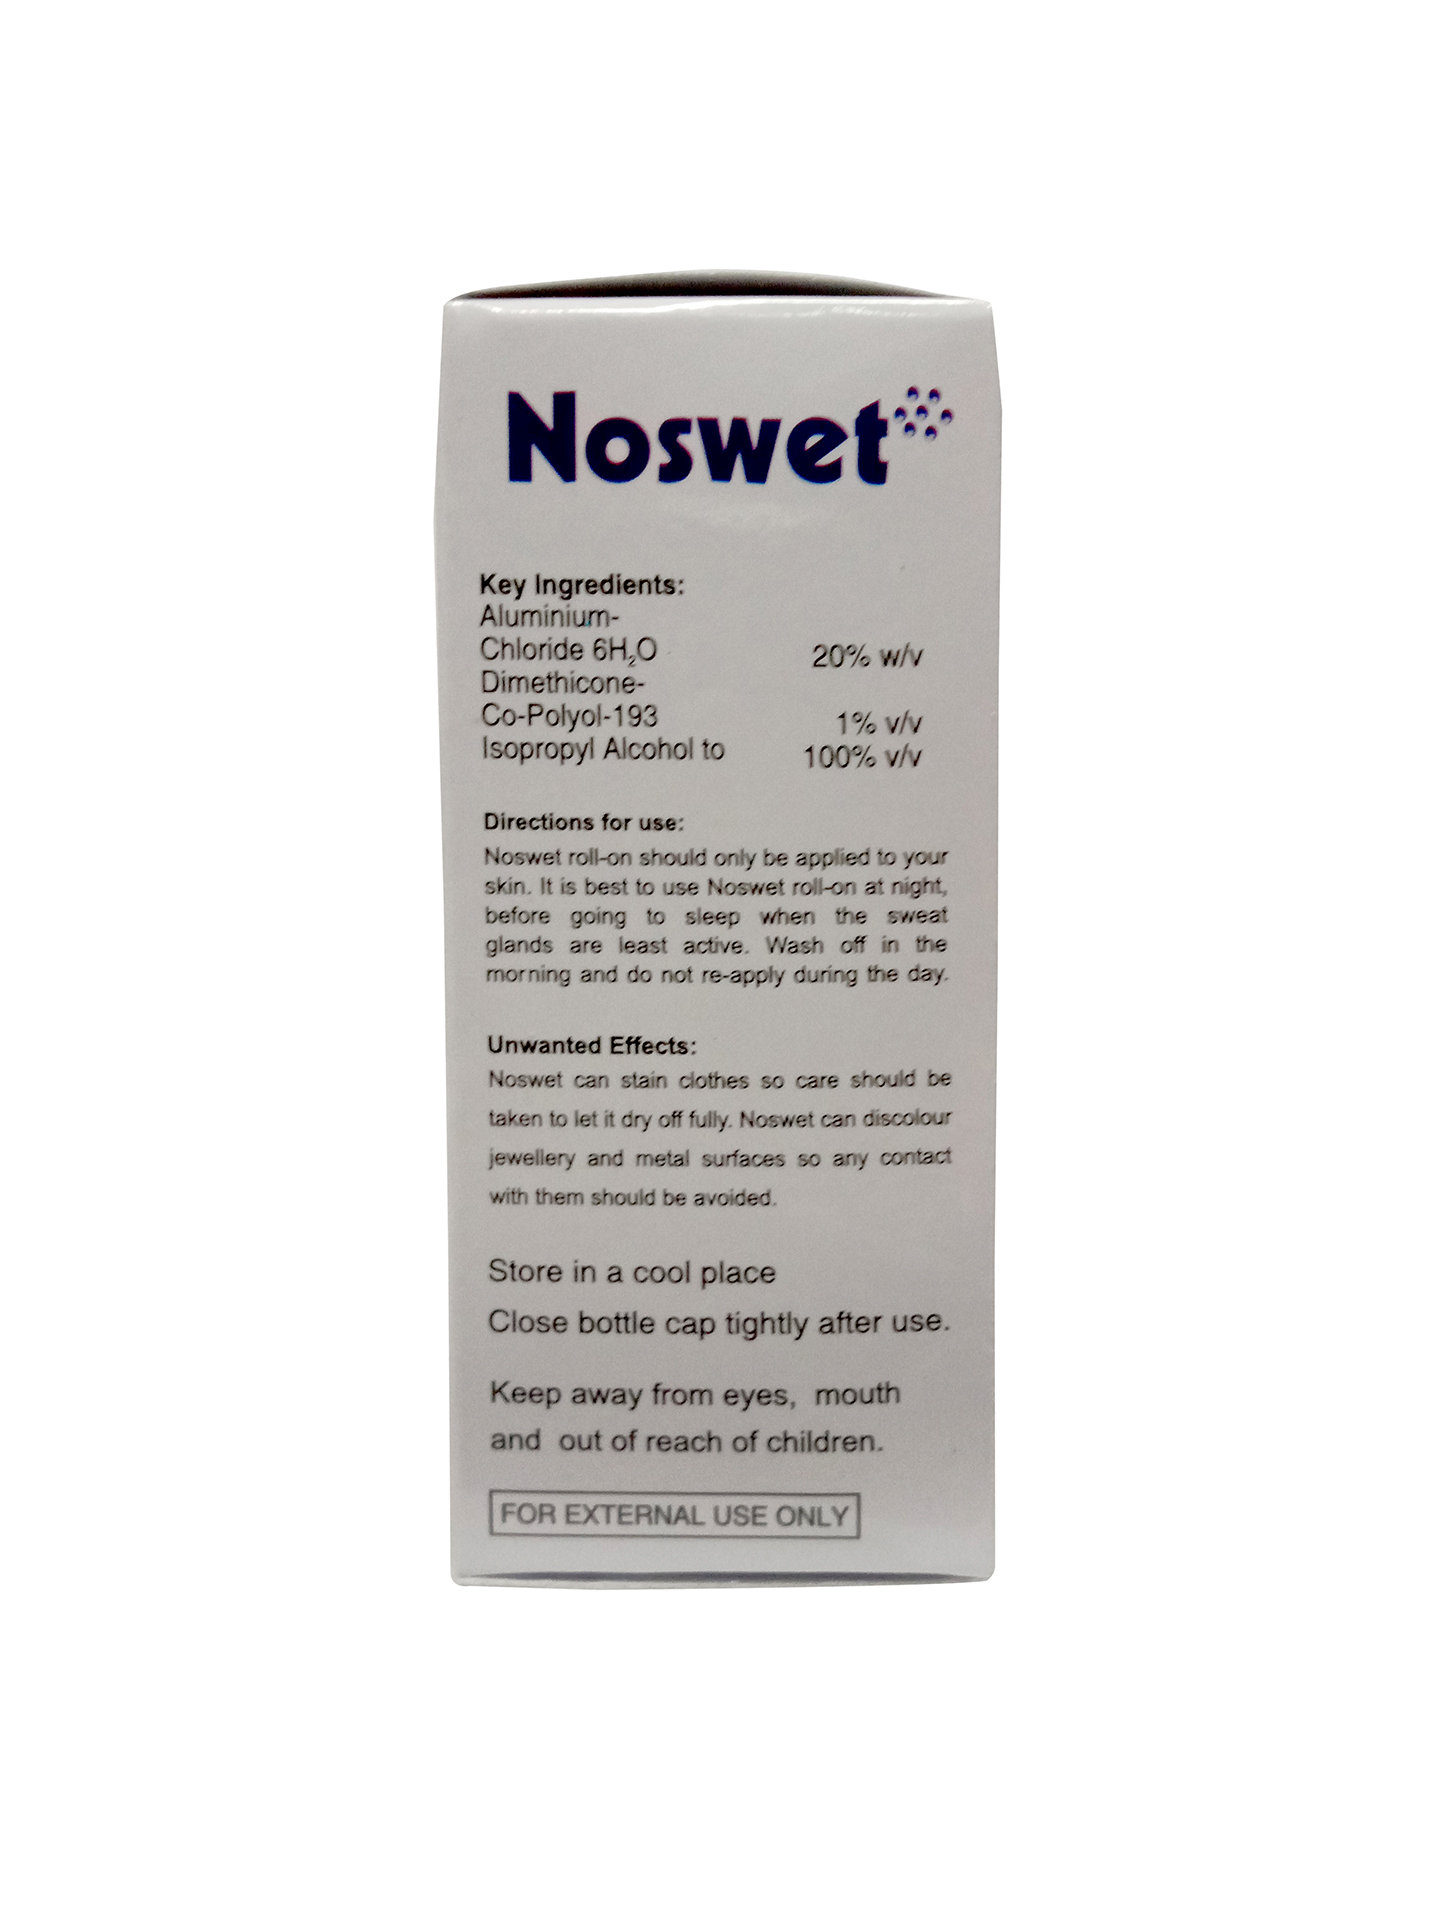 Noswet
Key Ingredients:
Aluminium-
Chloride 6H₂O 20% w/v
Dimethicone-
Co-Polyol-193 1% v/v
Isopropyl Alcohol to 100% v/v
Directions for use:
Noswet roll-on should only be applied to your
skin. It is best to use Noswet roll-on at night,
before going to sleep when the sweat
glands are least active. Wash off in the
morning and do not re-apply during the day.
Unwanted Effects:
Noswet can stain clothes so care should be
taken to let it dry off fully. Noswet can discolour
jewellery and metal surfaces so any contact
with them should be avoided.
Store in a cool place
Close bottle cap tightly after use.
Keep away from eyes, mouth
and out of reach of children.
FOR EXTERNAL USE ONLY